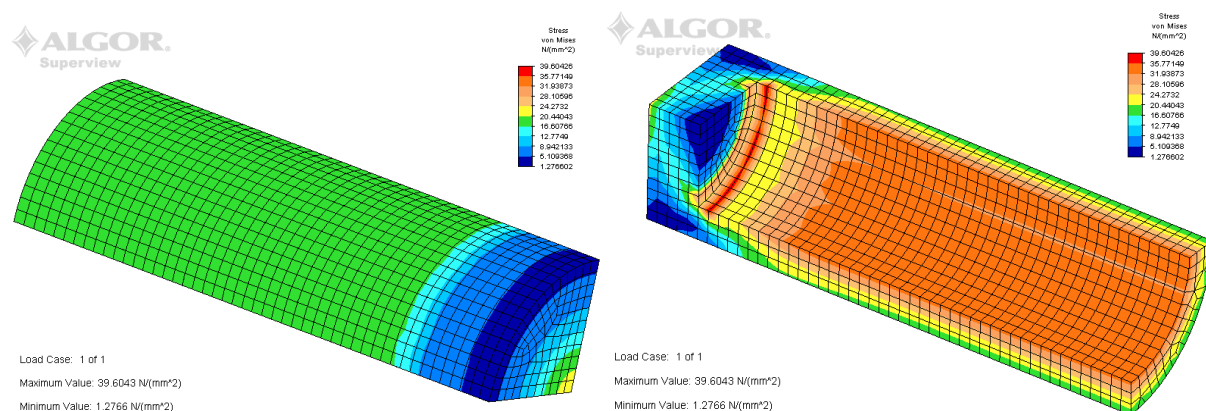 ALGOR.
Superview
Stress
von Mises
N/(mm^2)
39.60426
35.77149
31.93873
28.10596
24.2732
20.44043
16.60766
12.7749
8.942133
5.109368
1.276602
Load Case: 1 of 1
Maximum Value: 39.6043 N/(mm^2)
Minimum Value: 1.2766 N/(mm^2)
ALGOR.
Superview
Stress
von Mises
N/(mm^2)
39.60426
35.77149
31.93873
28.10596
24.2732
20.44043
16.60766
12.7749
8.942133
5.109368
1.276602
Load Case: 1 of 1
Maximum Value: 39.6043 N/(mm^2)
Minimum Value: 1.2766 N/(mm^2)